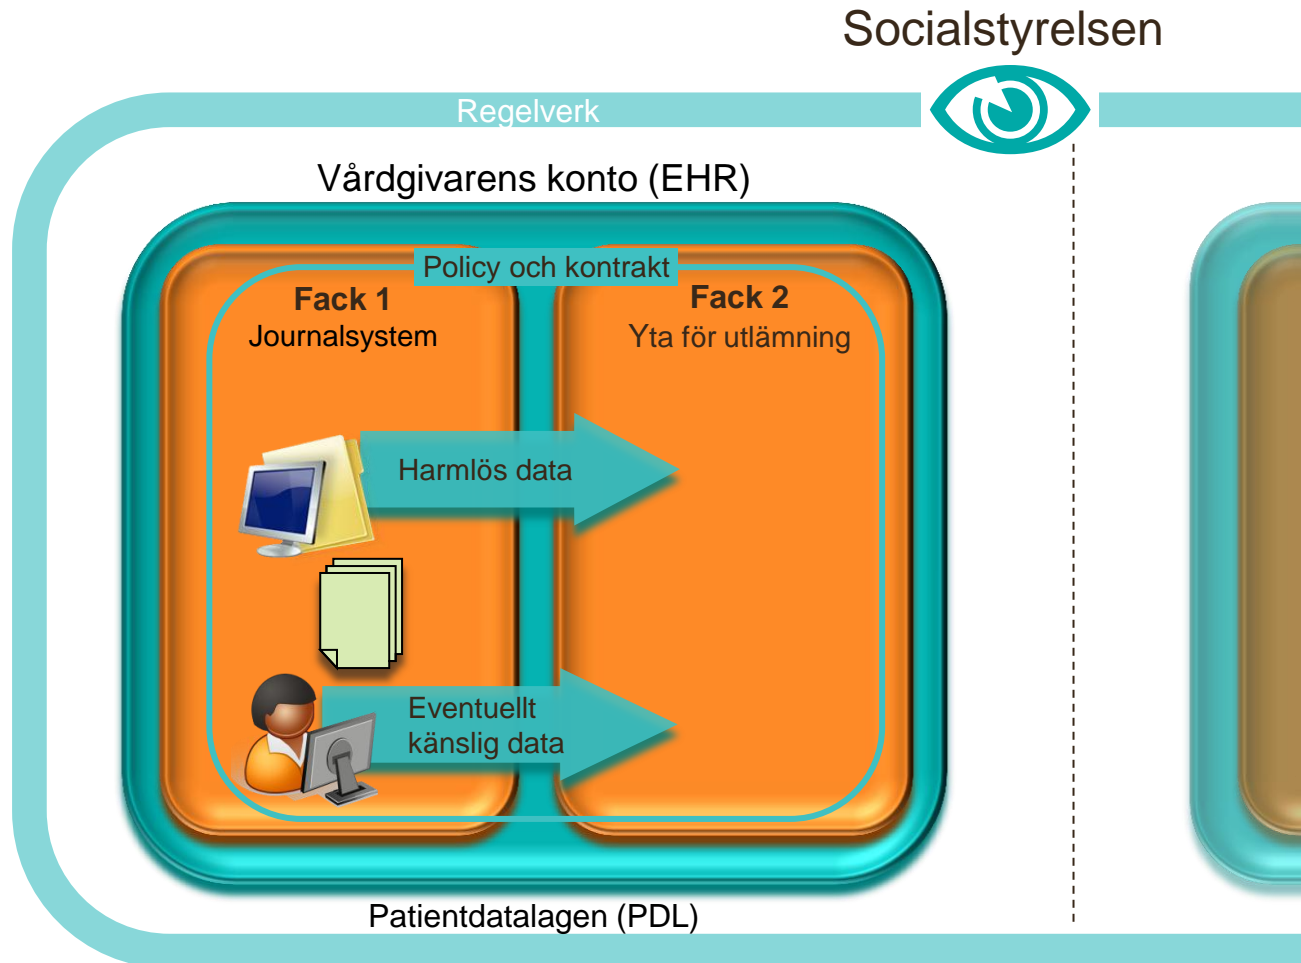 Socialstyrelsen
Regelverk
Vårdgivarens konto (EHR)
Policy och kontrakt
Fack 1
Journalsystem
Fack 2
Yta för utlämning
Harmlös data
Eventuellt
känslig data
Patientdatalagen (PDL)